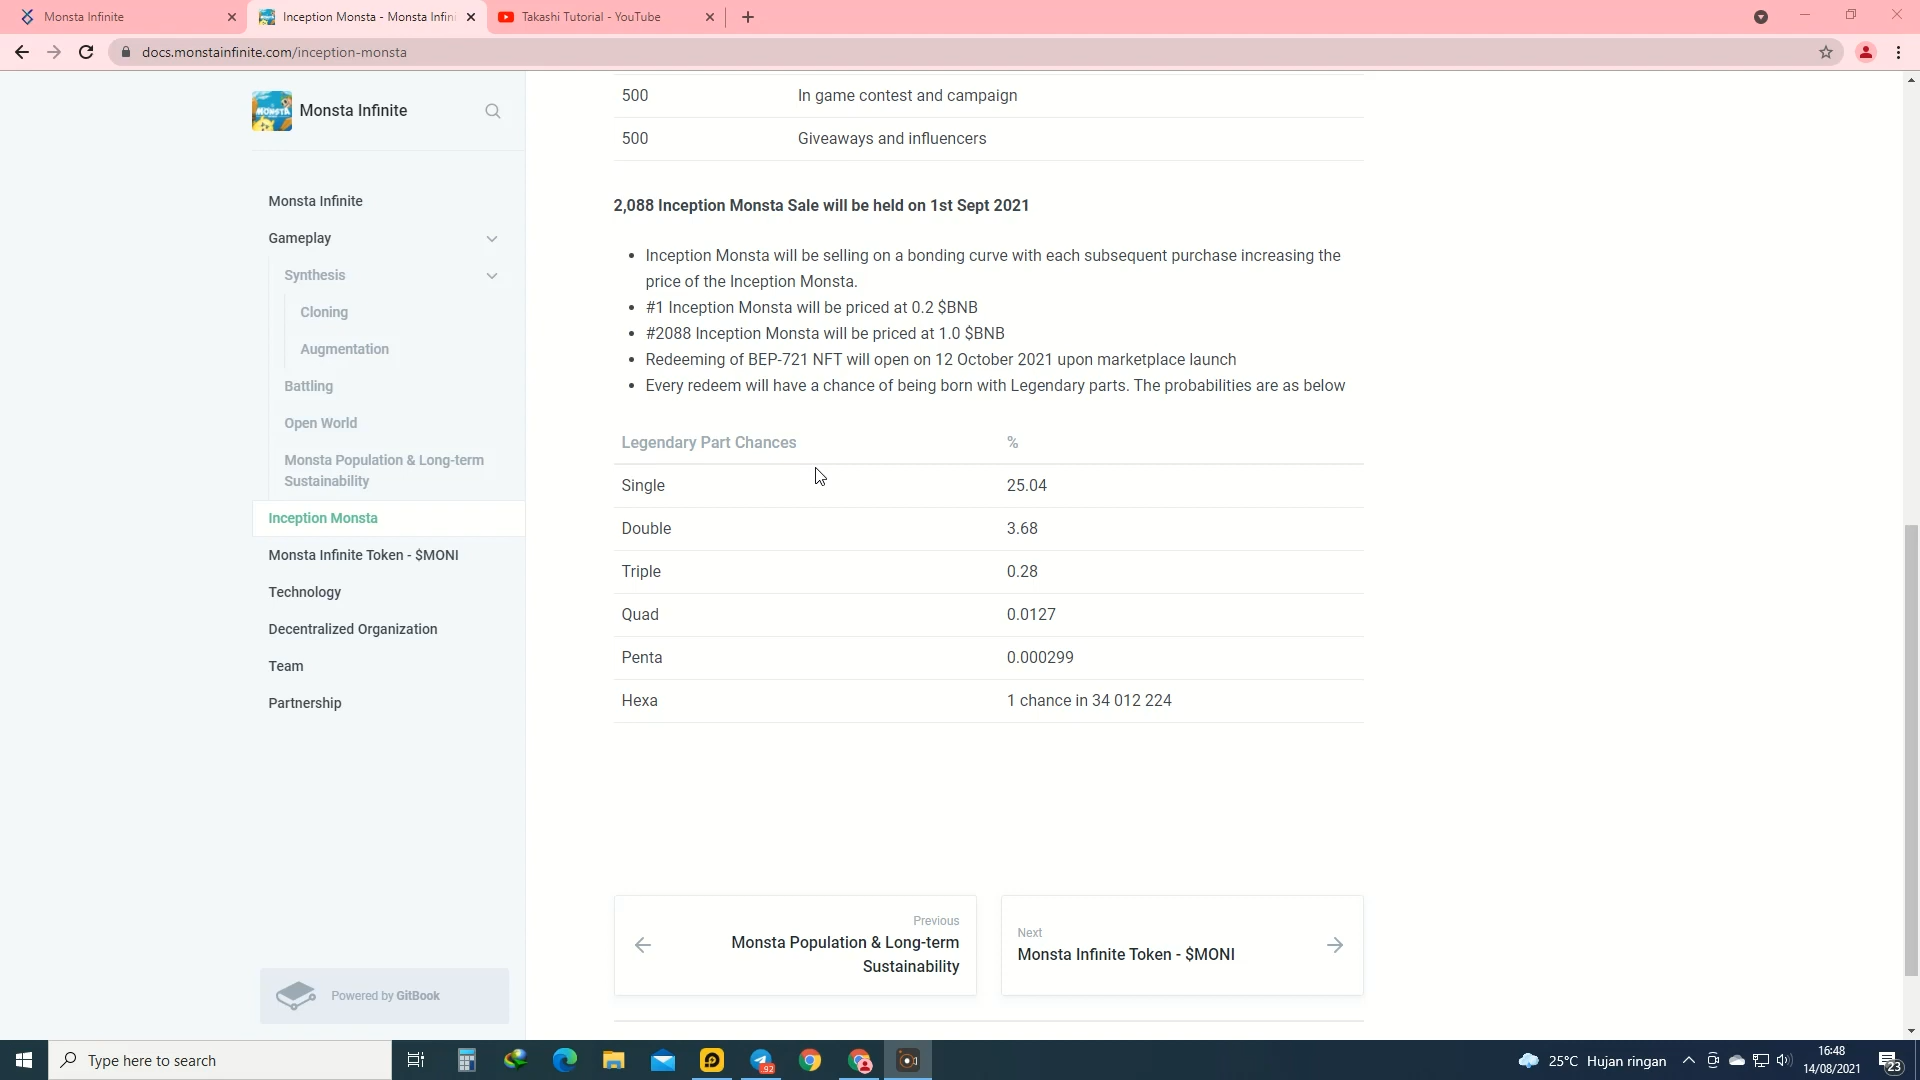 Monsta Infinite
Inception Monsta - Monsta Infini
Takashi Tutorial - YouTube
docs.monstainfinite.com/inception-monsta
MONSTA
Monsta Infinite
Monsta Infinite
Gameplay
Synthesis
Cloning
Augmentation
Battling
Open World
Monsta Population & Long-term
Sustainability
Inception Monsta
Monsta Infinite Token - $MONI
Technology
Decentralized Organization
Team
Partnership
Powered by GitBook
500 In game contest and campaign
500 Giveaways and influencers
2,088 Inception Monsta Sale will be held on 1st Sept 2021
• Inception Monsta will be selling on a bonding curve with each subsequent purchase increasing the
price of the Inception Monsta.
• #1 Inception Monsta will be priced at 0.2 $BNB
• #2088 Inception Monsta will be priced at 1.0 $BNB
• Redeeming of BEP-721 NFT will open on 12 October 2021 upon marketplace launch
• Every redeem will have a chance of being born with Legendary parts. The probabilities are as below
Legendary Part Chances %
Single 25.04
Double 3.68
Triple 0.28
Quad 0.0127
Penta 0.000299
Hexa 1 chance in 34 012 224
Previous
Monsta Population & Long-term
Sustainability
Next
Monsta Infinite Token - $MONI
Type here to search
92
25°C Hujan ringan
16:48
14/08/2021
23